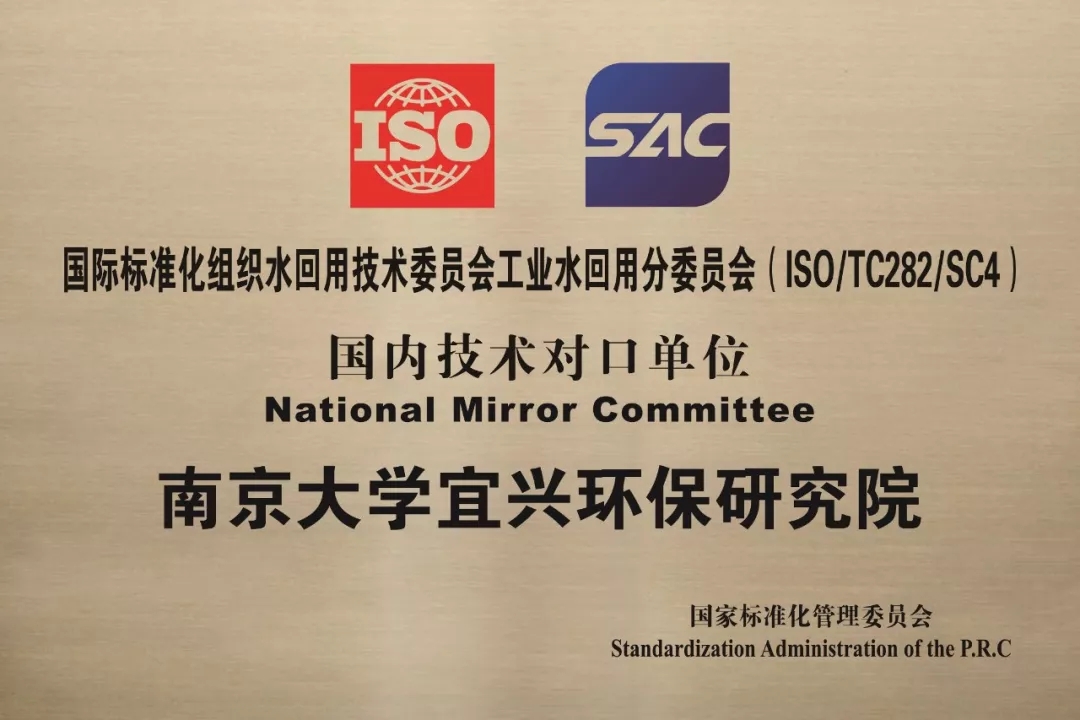 ISO SAC
国际标准化组织水回用技术委员会工业水回用分委员会（ISO/TC282/SC4）
国内技术对口单位
National Mirror Committee
南京大学宜兴环保研究院
国家标准化管理委员会
Standardization Administration of the P.R.C